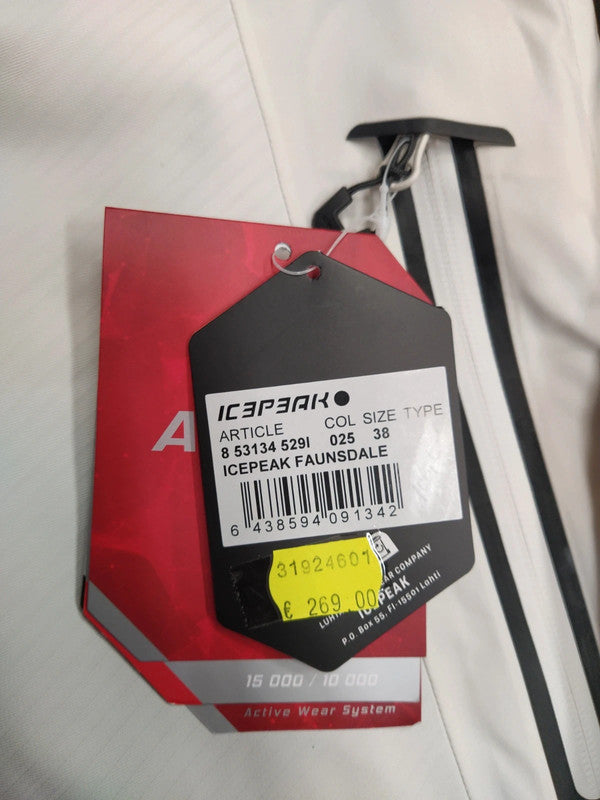 A
ICEPEAK
ARTICLE COL SIZE TYPE
8 53134 529I 025 38
ICEPEAK FAUNSDALE
6 438594 091342
31924601
€ 269.00
COMPANY
ICEPEAK
P.O. Box 55, FI-15501 Lahti
15 000 / 10 000
Active Wear System